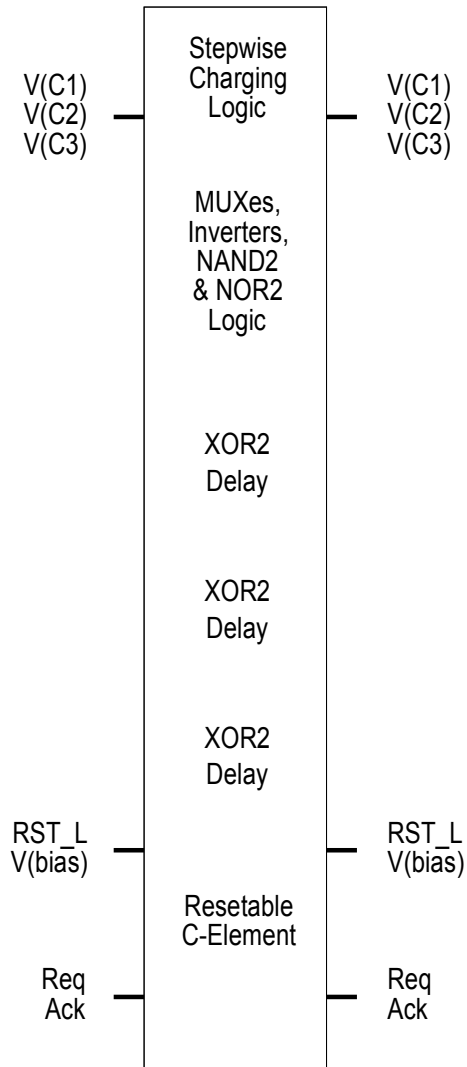 Stepwise
Charging
Logic
V(C1)
V(C2)
V(C3)
V(C1)
V(C2)
V(C3)
MUXes,
Inverters,
NAND2
& NOR2
Logic
XOR2
Delay
XOR2
Delay
XOR2
Delay
RST_L
V(bias)
RST_L
V(bias)
Resetable
C-Element
Req
Ack
Req
Ack